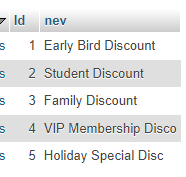 Id nev
s 1 Early Bird Discount
s 2 Student Discount
s 3 Family Discount
s 4 VIP Membership Disco
s 5 Holiday Special Disc